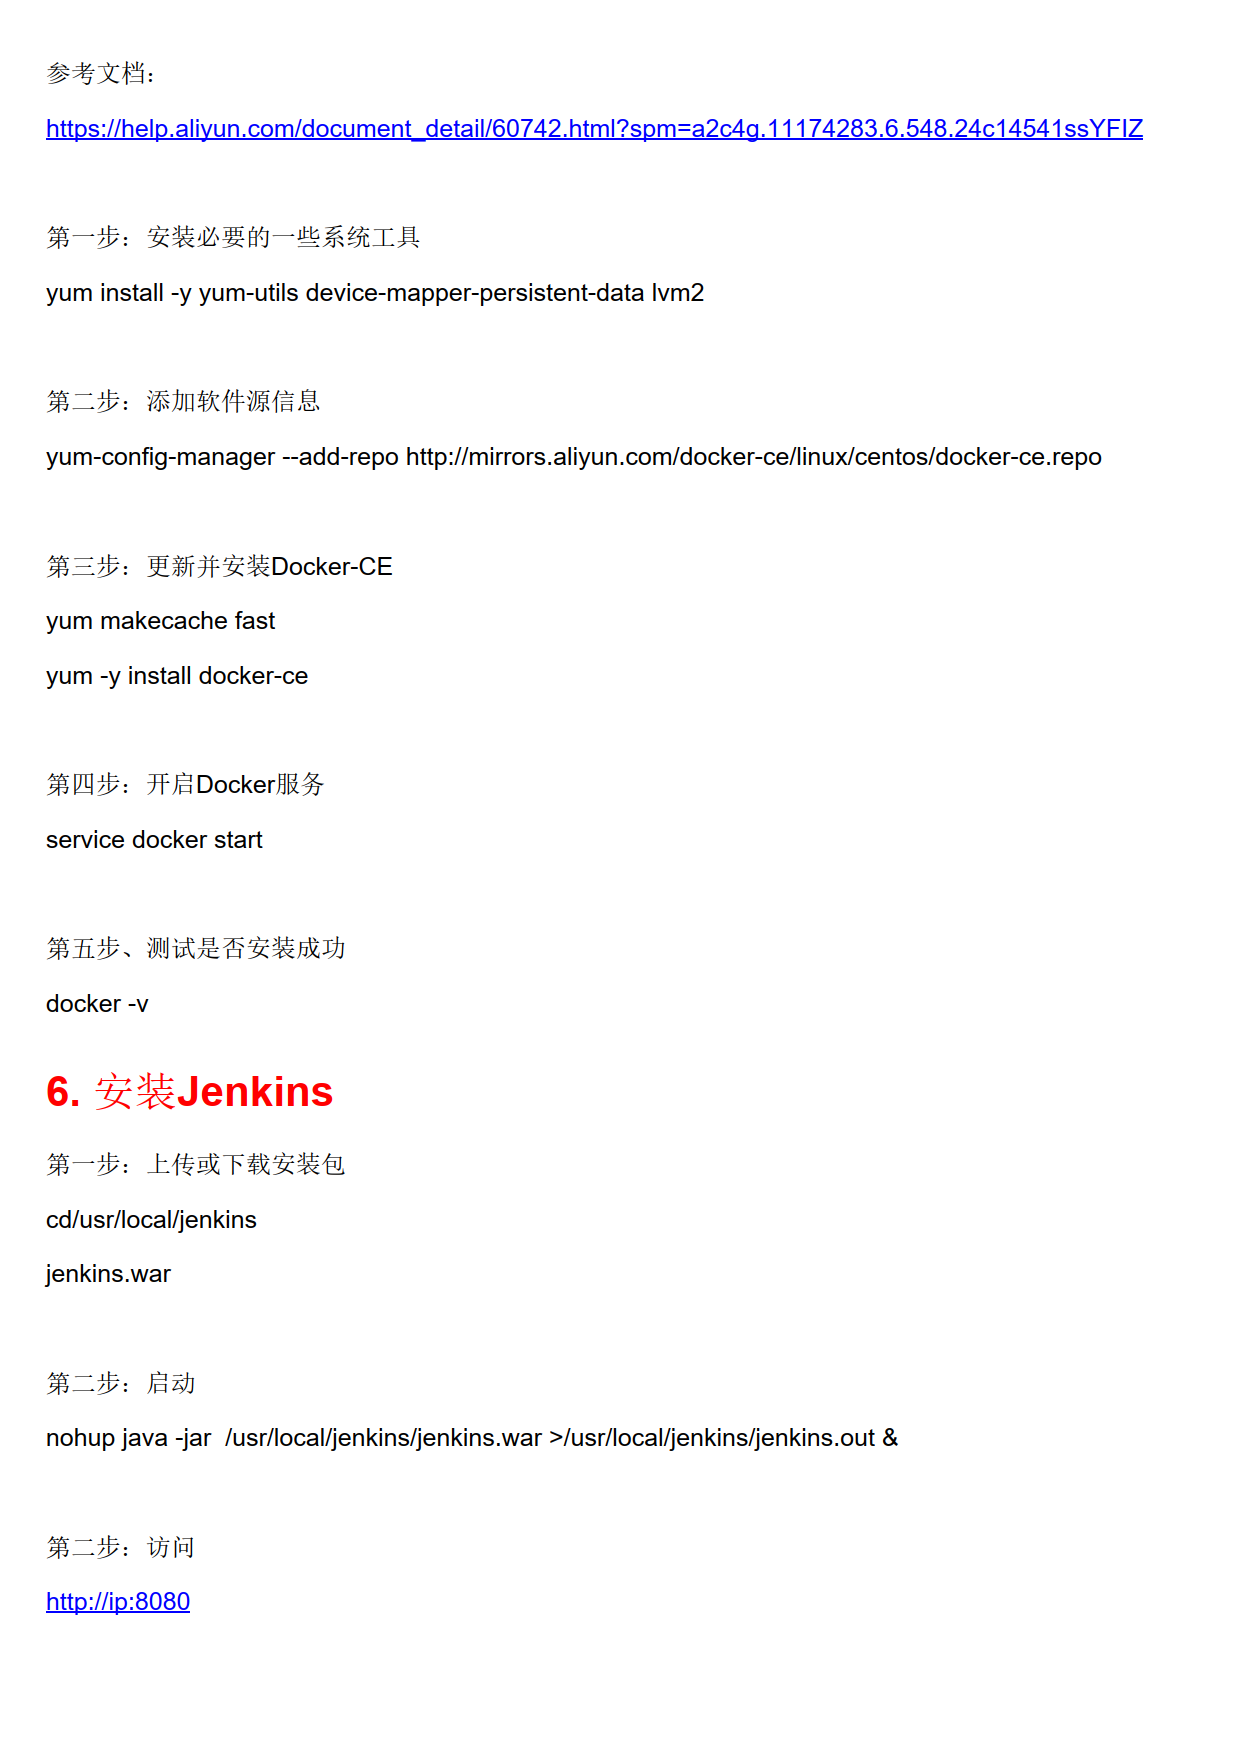 参考文档：
https://help.aliyun.com/document_detail/60742.html?spm=a2c4g.11174283.6.548.24c14541ssYFIZ
第一步：安装必要的一些系统工具
yum install -y yum-utils device-mapper-persistent-data lvm2
第二步：添加软件源信息
yum-config-manager --add-repo http://mirrors.aliyun.com/docker-ce/linux/centos/docker-ce.repo
第三步：更新并安装Docker-CE
yum makecache fast
yum -y install docker-ce
第四步：开启Docker服务
service docker start
第五步、测试是否安装成功
docker -v
6. 安装Jenkins
第一步：上传或下载安装包
cd/usr/local/jenkins
jenkins.war
第二步：启动
nohup java -jar  /usr/local/jenkins/jenkins.war >/usr/local/jenkins/jenkins.out &
第二步：访问
http://ip:8080